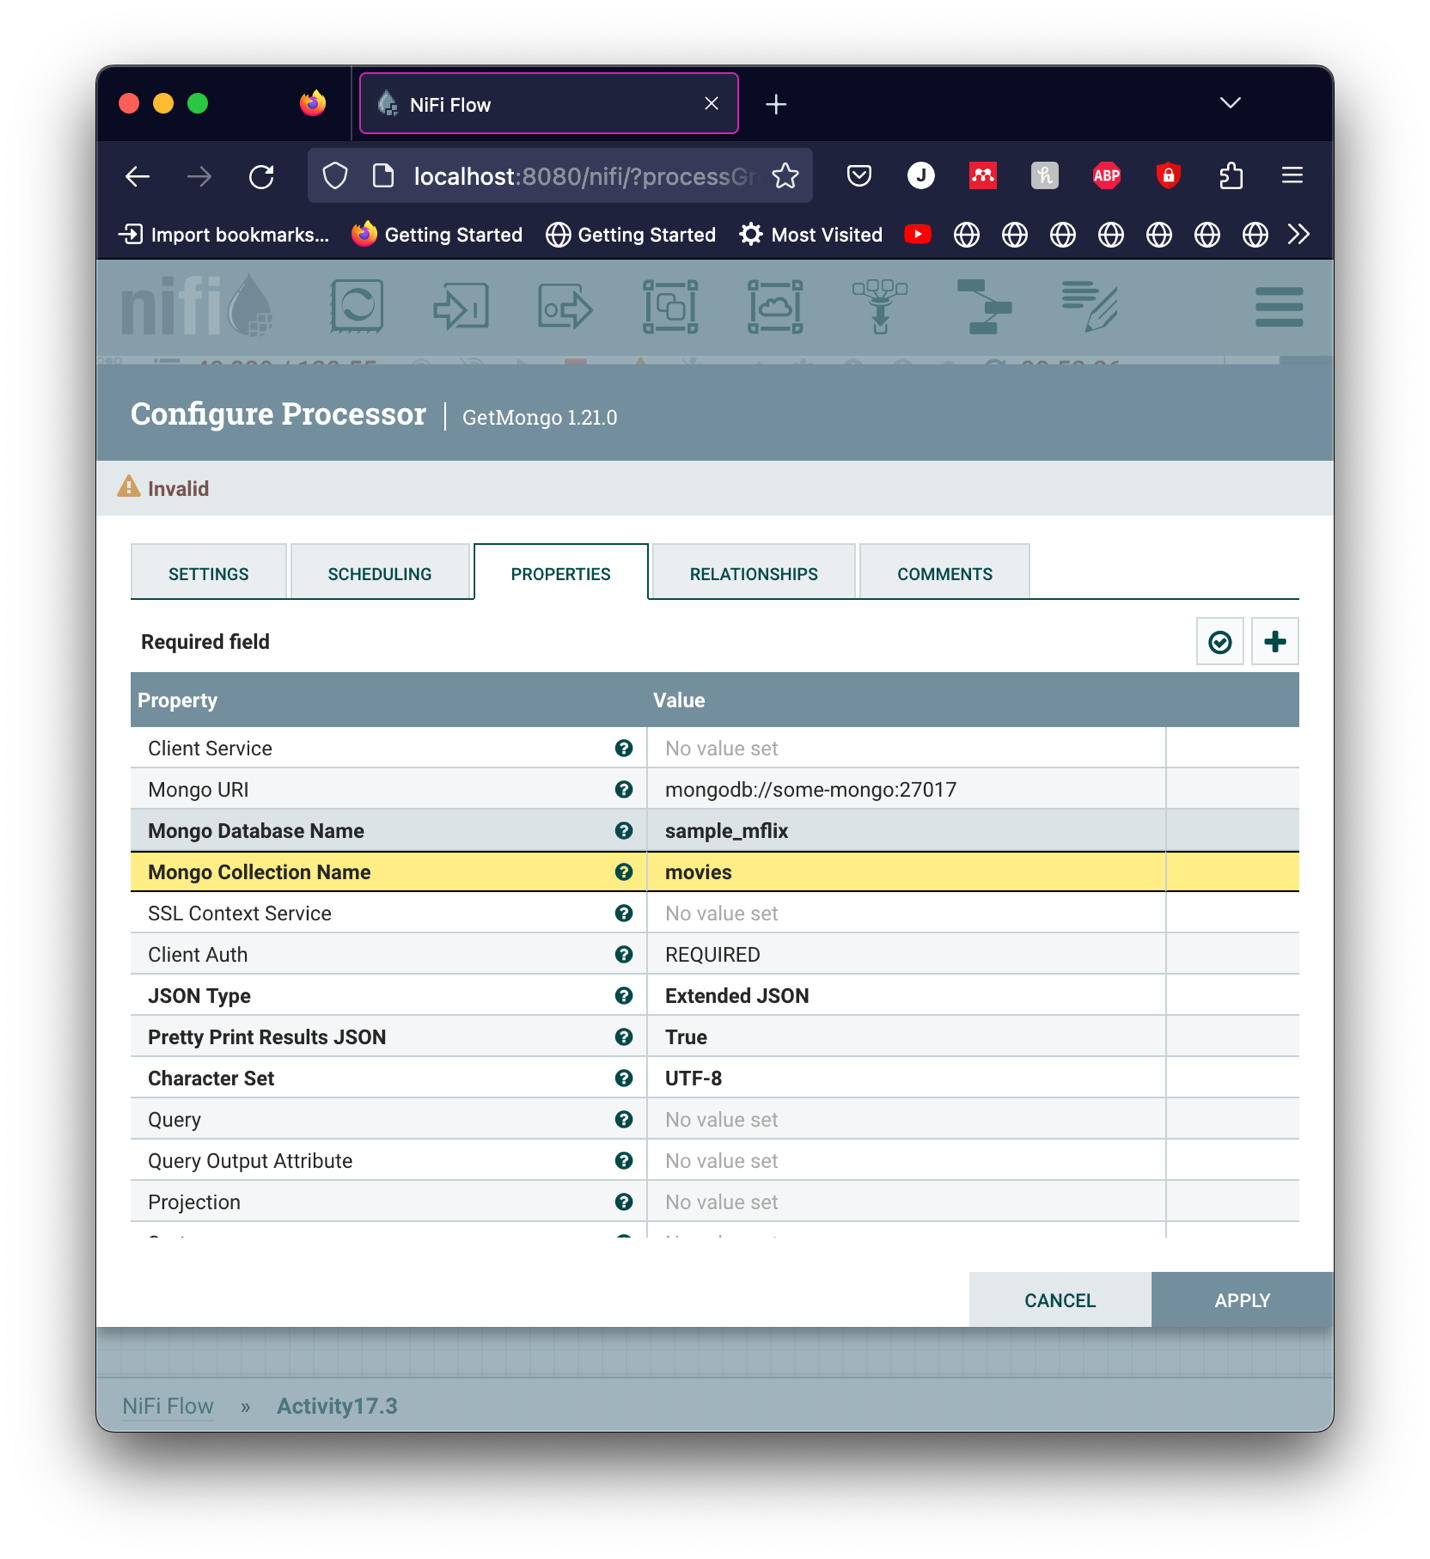 NiFi Flow
localhost:8080/nifi/?processGr
J
ABP
Import bookmarks...
Getting Started
Getting Started
Most Visited
nifi
Configure Processor
GetMongo 1.21.0
Invalid
SETTINGS
SCHEDULING
PROPERTIES
RELATIONSHIPS
COMMENTS
Required field
Property Value
Client Service No value set
Mongo URI mongodb://some-mongo:27017
Mongo Database Name sample_mflix
Mongo Collection Name movies
SSL Context Service No value set
Client Auth REQUIRED
JSON Type Extended JSON
Pretty Print Results JSON True
Character Set UTF-8
Query No value set
Query Output Attribute No value set
Projection No value set
CANCEL
APPLY
NiFi Flow » Activity17.3